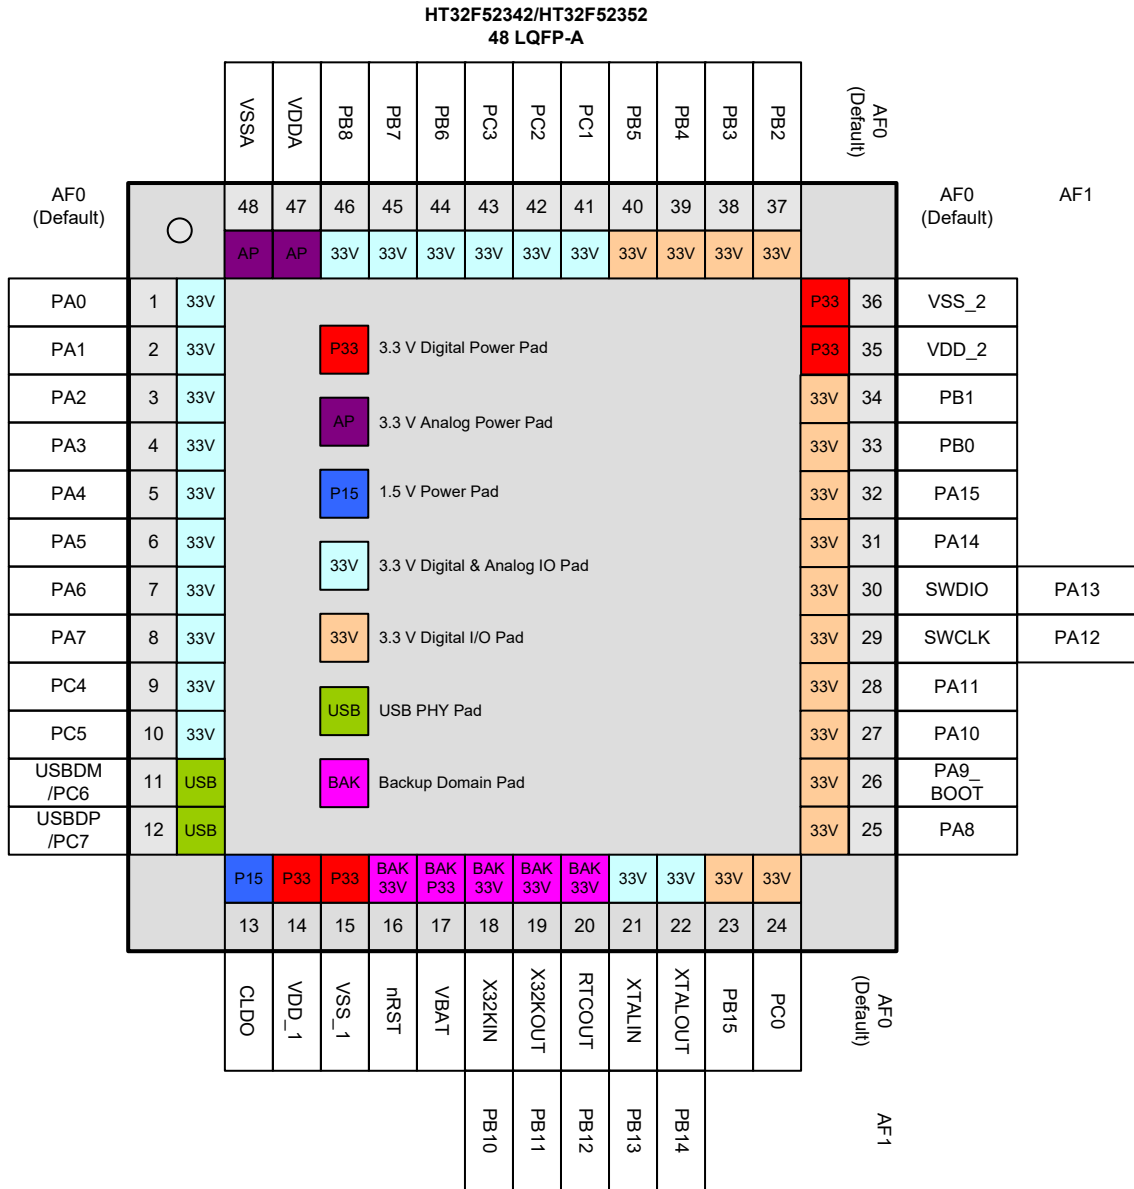 HT32F52342/HT32F52352
48 LQFP-A
VSSA VDDA PB8 PB7 PB6 PC3 PC2 PC1 PB5 PB4 PB3 PB2
AF0
(Default)
AF0
(Default)
48 47 46 45 44 43 42 41 40 39 38 37
AF0
(Default)
AF1
AP AP 33V 33V 33V 33V 33V 33V 33V 33V 33V 33V
PA0 1 33V P33 36 VSS_2
PA1 2 33V P33 3.3 V Digital Power Pad P33 35 VDD_2
PA2 3 33V 33V 34 PB1
AP 3.3 V Analog Power Pad
PA3 4 33V 33V 33 PB0
PA4 5 33V P15 1.5 V Power Pad 33V 32 PA15
PA5 6 33V 33V 31 PA14
33V 3.3 V Digital & Analog IO Pad
PA6 7 33V 33V 30 SWDIO PA13
PA7 8 33V 33V 3.3 V Digital I/O Pad 33V 29 SWCLK PA12
PC4 9 33V 33V 28 PA11
USB USB PHY Pad
PC5 10 33V 33V 27 PA10
USBDM
/PC6
11 USB BAK Backup Domain Pad 33V 26 PA9_
BOOT
USBDP
/PC7
12 USB 33V 25 PA8
P15 P33 P33 BAK
33V BAK
P33 BAK
33V BAK
33V BAK
33V 33V 33V 33V 33V
13 14 15 16 17 18 19 20 21 22 23 24
CLDO VDD_1 VSS_1 nRST VBAT X32KIN X32KOUT RTCOUT XTALIN XTALOUT PB15 PC0
AF0
(Default)
PB10 PB11 PB12 PB13 PB14 AF1